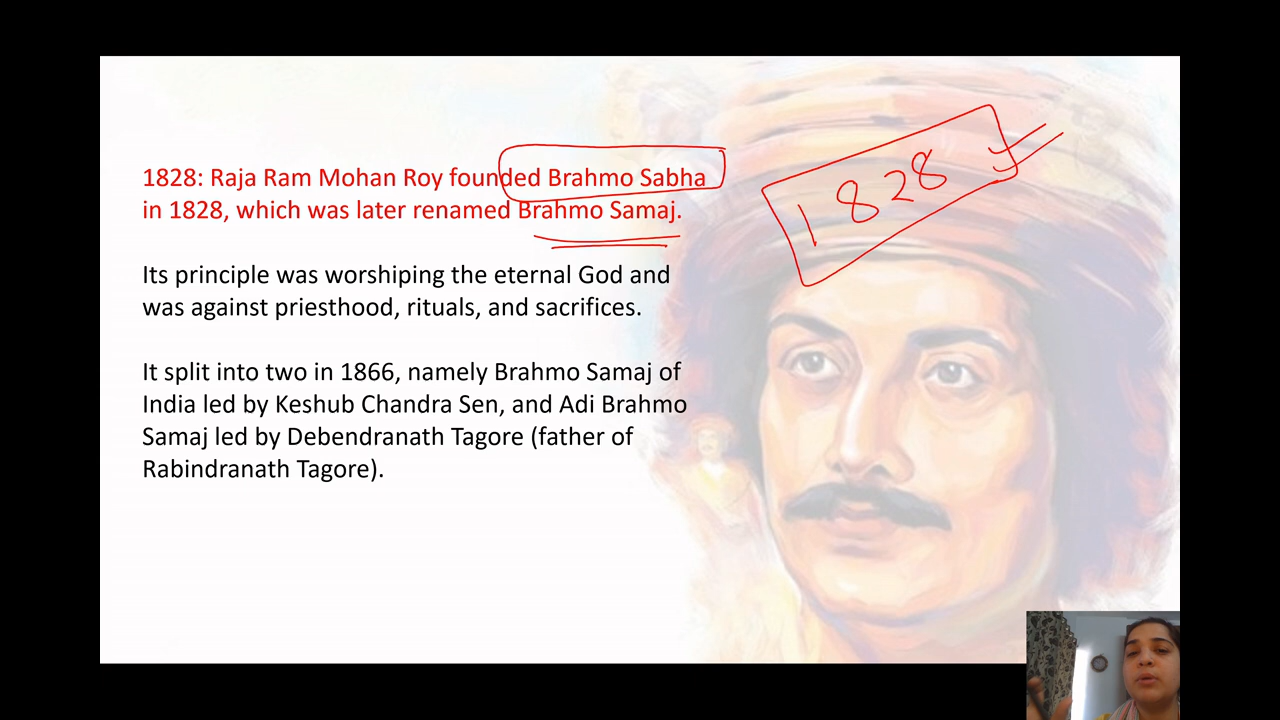 1828: Raja Ram Mohan Roy founded Brahmo Sabha
in 1828, which was later renamed Brahmo Samaj.
Its principle was worshiping the eternal God and
was against priesthood, rituals, and sacrifices.
It split into two in 1866, namely Brahmo Samaj of
India led by Keshub Chandra Sen, and Adi Brahmo
Samaj led by Debendranath Tagore (father of
Rabindranath Tagore).
1828